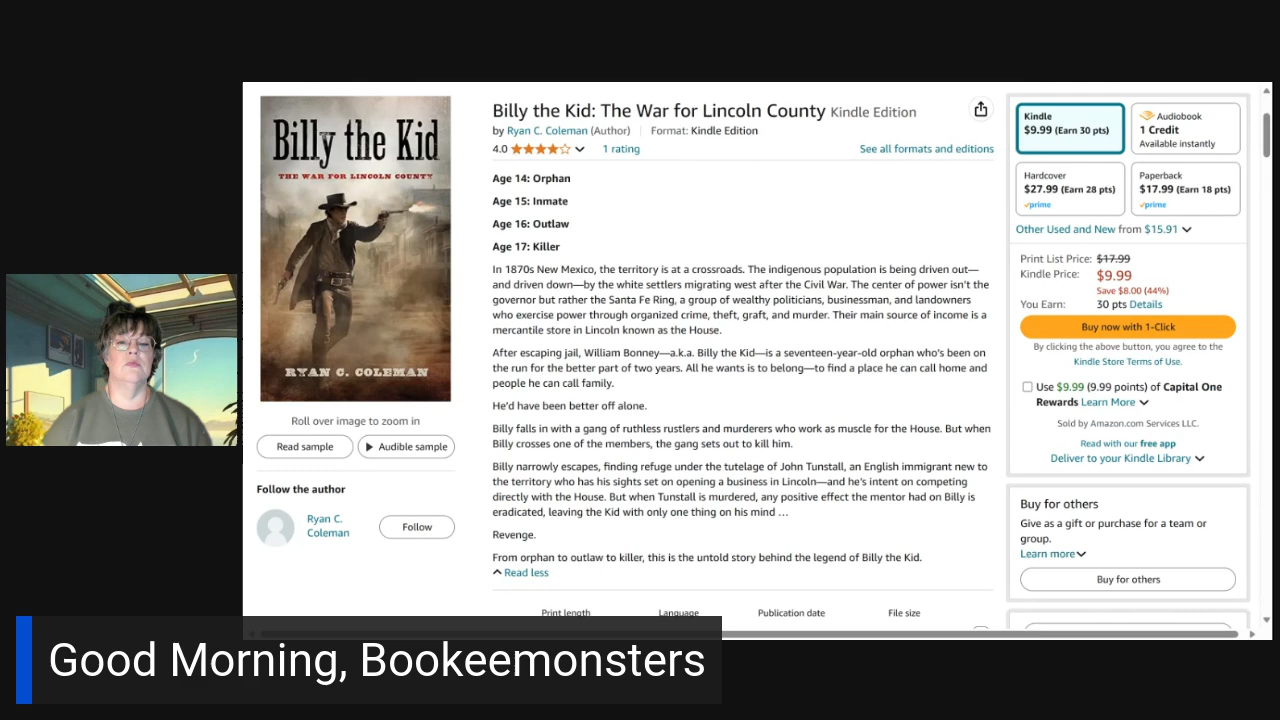 Billy the Kid
THE WAR FOR LINCOLN COUNTY
RYAN C. COLEMAN
Roll over image to zoom in
Read sample
Audible sample
Follow the author
Ryan C.
Coleman
Follow
Billy the Kid: The War for Lincoln County Kindle Edition
by Ryan C. Coleman (Author) Format: Kindle Edition
4.0 1 rating
See all formats and editions
Age 14: Orphan
Age 15: Inmate
Age 16: Outlaw
Age 17: Killer
In 1870s New Mexico, the territory is at a crossroads. The indigenous population is being driven out—
and driven down—by the white settlers migrating west after the Civil War. The center of power isn't the
governor but rather the Santa Fe Ring, a group of wealthy politicians, businessman, and landowners
who exercise power through organized crime, theft, graft, and murder. Their main source of income is a
mercantile store in Lincoln known as the House.
After escaping jail, William Bonney—a.k.a. Billy the Kid—is a seventeen-year-old orphan who's been on
the run for the better part of two years. All he wants is to belong—to find a place he can call home and
people he can call family.
He'd have been better off alone.
Billy falls in with a gang of ruthless rustlers and murderers who work as muscle for the House. But when
Billy crosses one of the members, the gang sets out to kill him.
Billy narrowly escapes, finding refuge under the tutelage of John Tunstall, an English immigrant new to
the territory who has his sights set on opening a business in Lincoln—and he's intent on competing
directly with the House. But when Tunstall is murdered, any positive effect the mentor had on Billy is
eradicated, leaving the Kid with only one thing on his mind …
Revenge.
From orphan to outlaw to killer, this is the untold story behind the legend of Billy the Kid.
Read less
Print length Language Publication date File size
Kindle
$9.99 (Earn 30 pts)
Audiobook
1 Credit
Available instantly
Hardcover
$27.99 (Earn 28 pts)
prime
Paperback
$17.99 (Earn 18 pts)
prime
Other Used and New from $15.91
Print List Price: $17.99
Kindle Price: $9.99
Save $8.00 (44%)
You Earn: 30 pts Details
Buy now with 1-Click
By clicking the above button, you agree to the
Kindle Store Terms of Use.
Use $9.99 (9.99 points) of Capital One
Rewards Learn More
Sold by Amazon.com Services LLC.
Read with our free app
Deliver to your Kindle Library
Buy for others
Give as a gift or purchase for a team or
group.
Learn more
Buy for others
Good Morning, Bookeemonsters